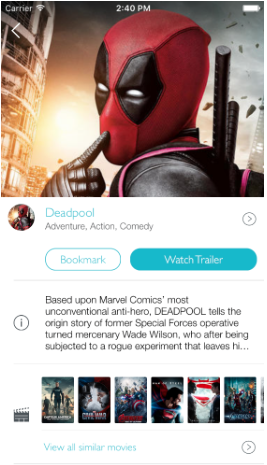 Carrier 2:40 PM
Deadpool
Adventure, Action, Comedy
Bookmark
Watch Trailer
Based upon Marvel Comics' most
unconventional anti-hero, DEADPOOL tells the
origin story of former Special Forces operative
turned mercenary Wade Wilson, who after being
subjected to a rogue experiment that leaves hi...
View all similar movies